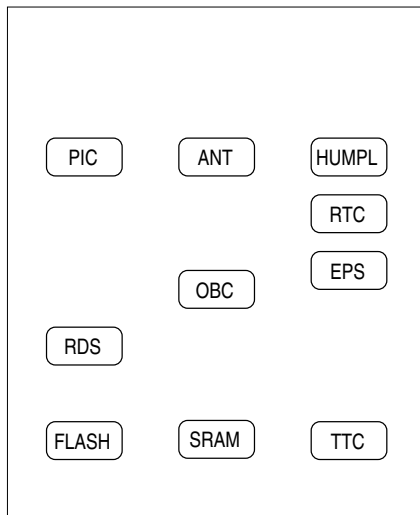 PIC ANT HUMPL
RTC
EPS
OBC
RDS
FLASH SRAM TTC